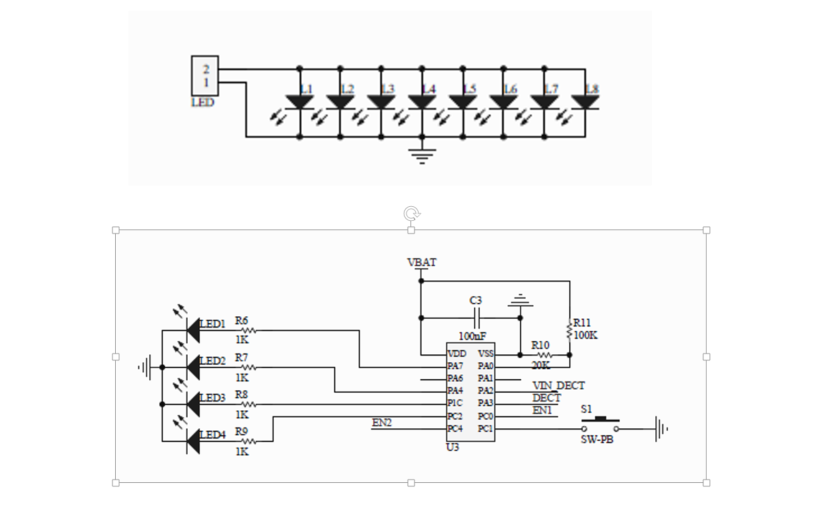 2
1
LED
L1 L2 L3 L4 L5 L6 L7 L8
VBAT
C3
100nF
R11
100K
R10
20K
LED1 R6
1K
LED2 R7
1K
LED3 R8
1K
LED4 R9
1K
EN2
VDD VSS
PA7 PA0
PA6 PA1
PA4 PA2
P1C PA3
PC2 PC0
PC4 PC1
U3
VIN_DECT
DECT
EN1
S1
SW-PB